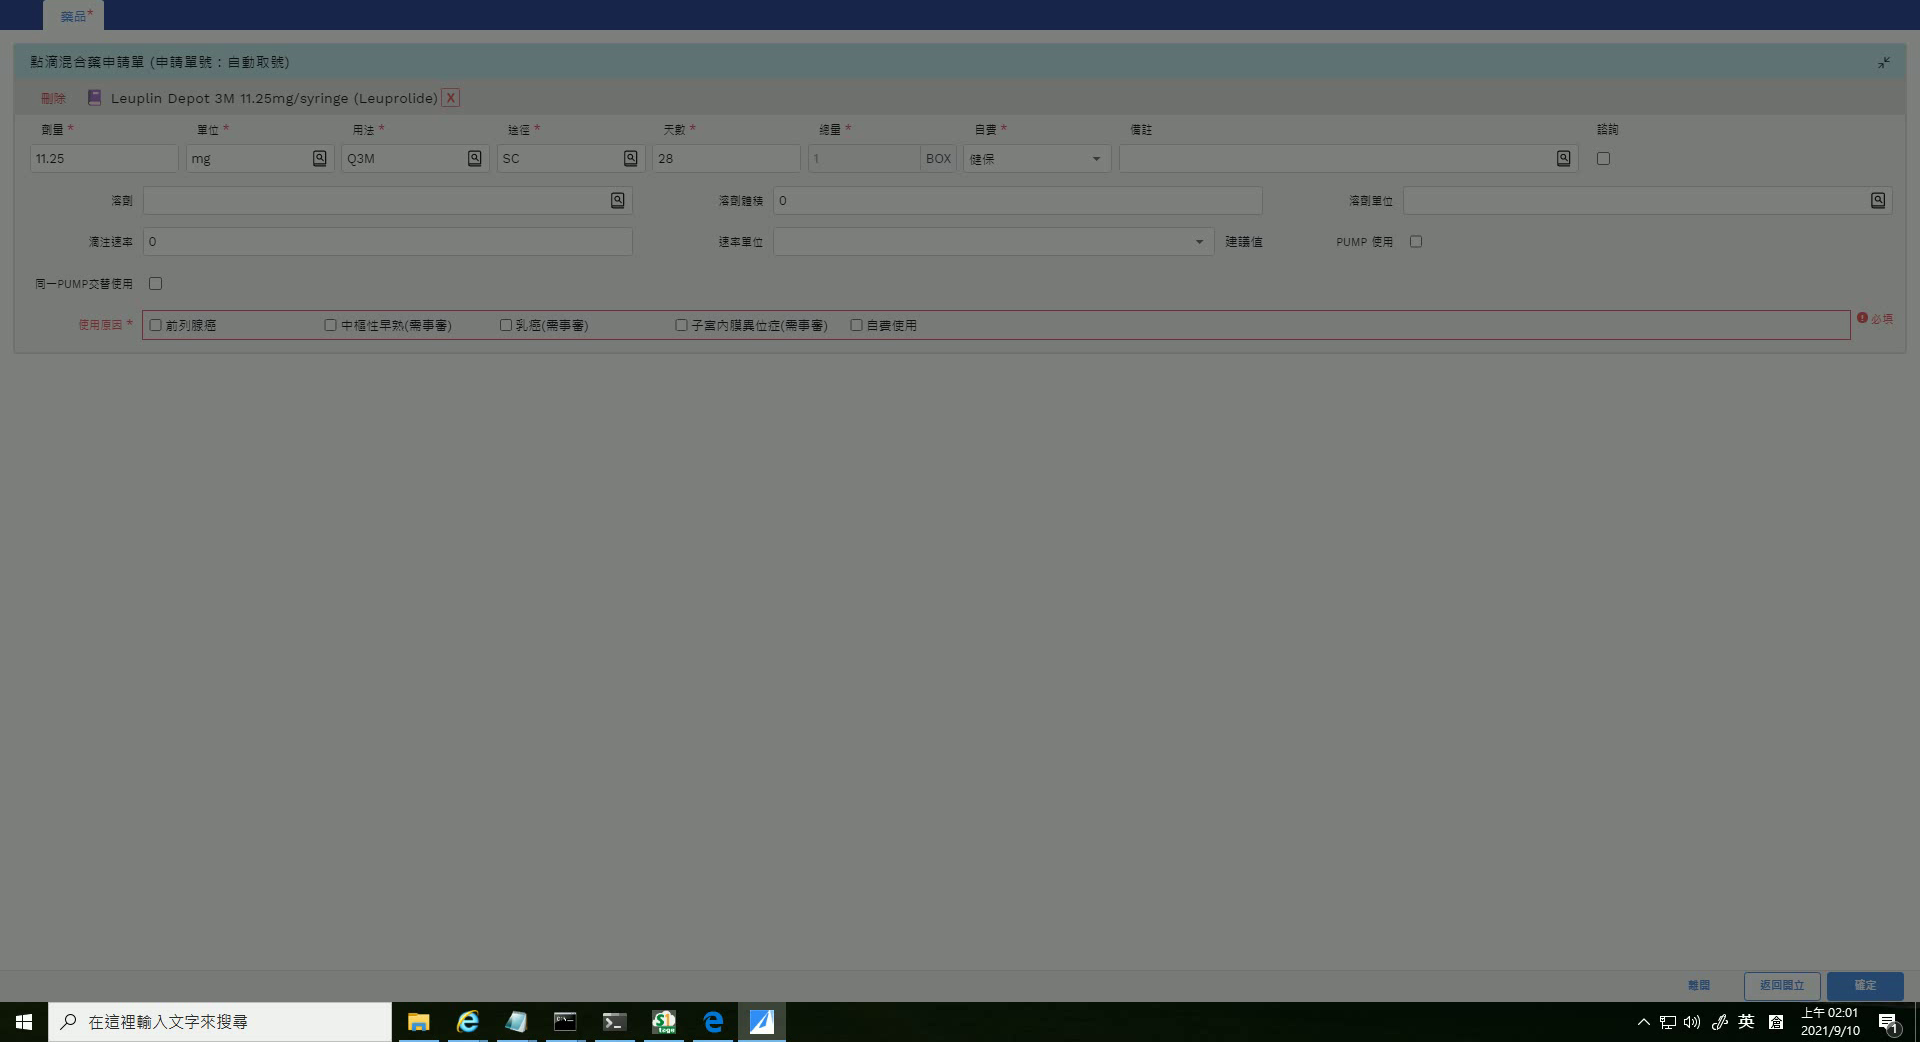 藥品*
點滴混合藥申請單 (申請單號：自動取號)
刪除 Leuplin Depot 3M 11.25mg/syringe (Leuprolide) X
劑量 * 單位 * 用法 * 途徑 * 天數 * 總量 * 自費 * 備註 諮詢
11.25 mg Q3M SC 28 1 BOX 健保
溶劑 溶劑體積 0 溶劑單位
滴注速率 0 速率單位 建議值 PUMP 使用
同一PUMP交替使用
使用原因 * 前列腺癌 中樞性早熟(需事審) 乳癌(需事審) 子宮內膜異位症(需事審) 自費使用 必填
離開 返回開立 確定
在這裡輸入文字來搜尋 英 倉 上午 02:01
2021/9/10 1